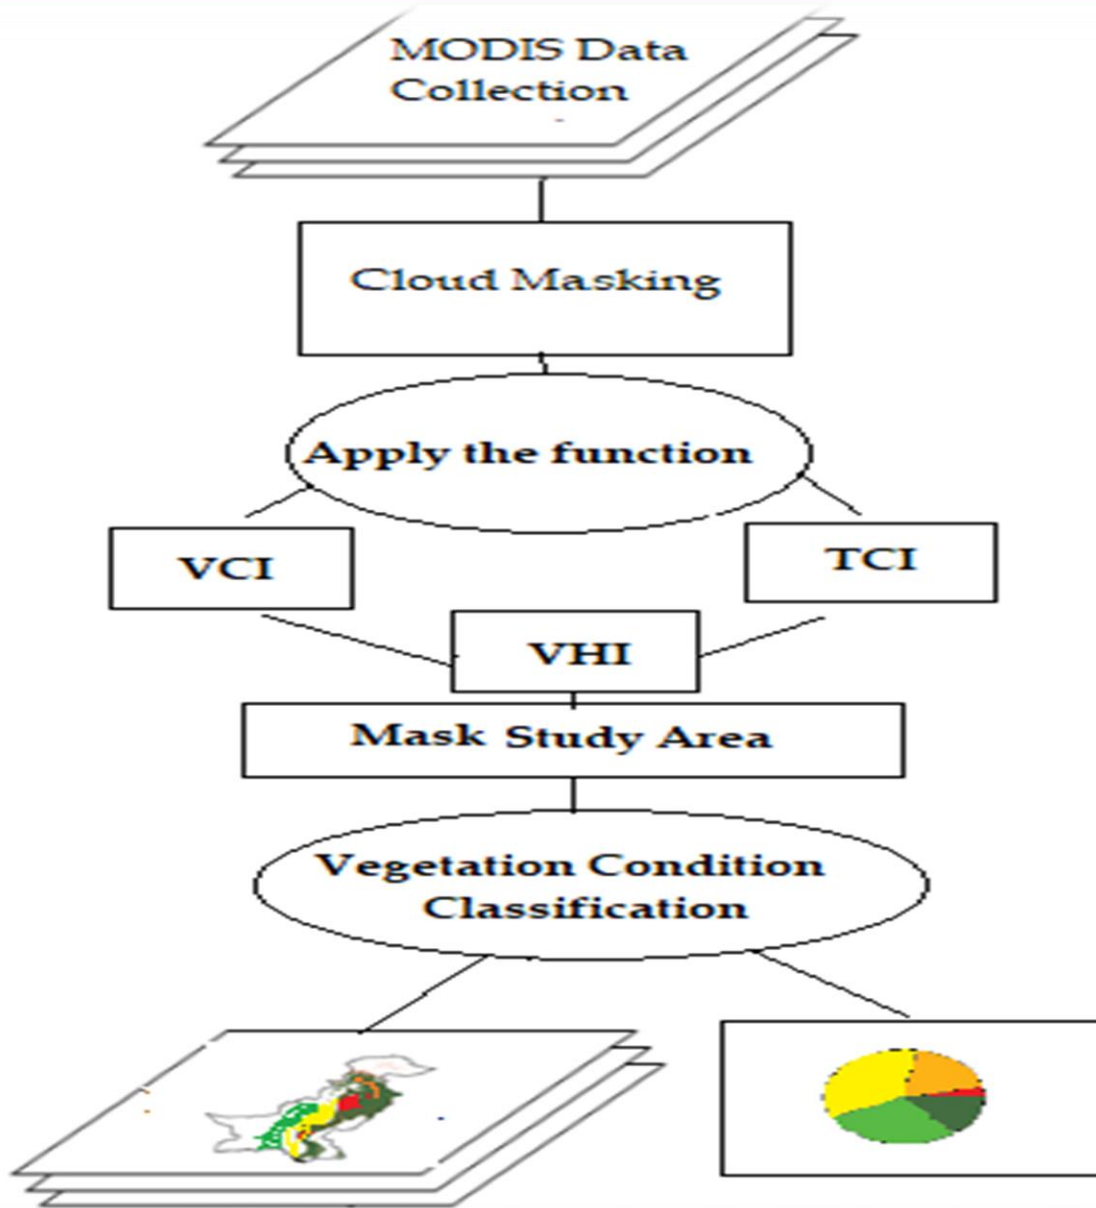 MODIS Data
Collection
Cloud Masking
Apply the function
VCI
TCI
VHI
Mask Study Area
Vegetation Condition
Classification